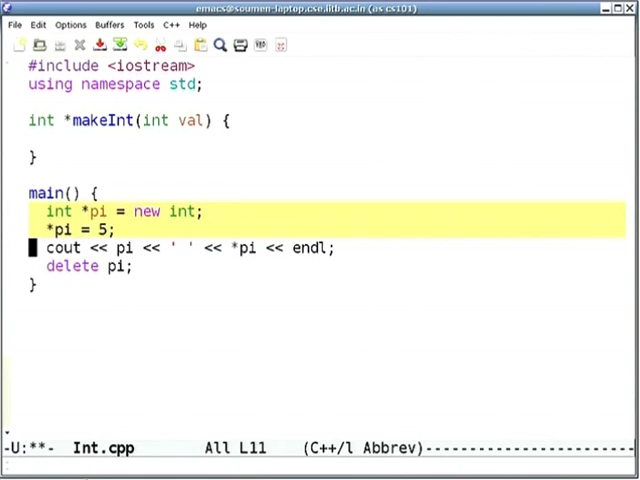 emacs@soumen-laptop.cse.iitb.ac.in (as cs101)
File Edit Options Buffers Tools C++ Help
#include <iostream>
using namespace std;
int *makeInt(int val) {
}
main() {
int *pi = new int;
*pi = 5;
cout << pi << ' ' << *pi << endl;
delete pi;
}
-U:**- Int.cpp All L11 (C++/l Abbrev)------------------------